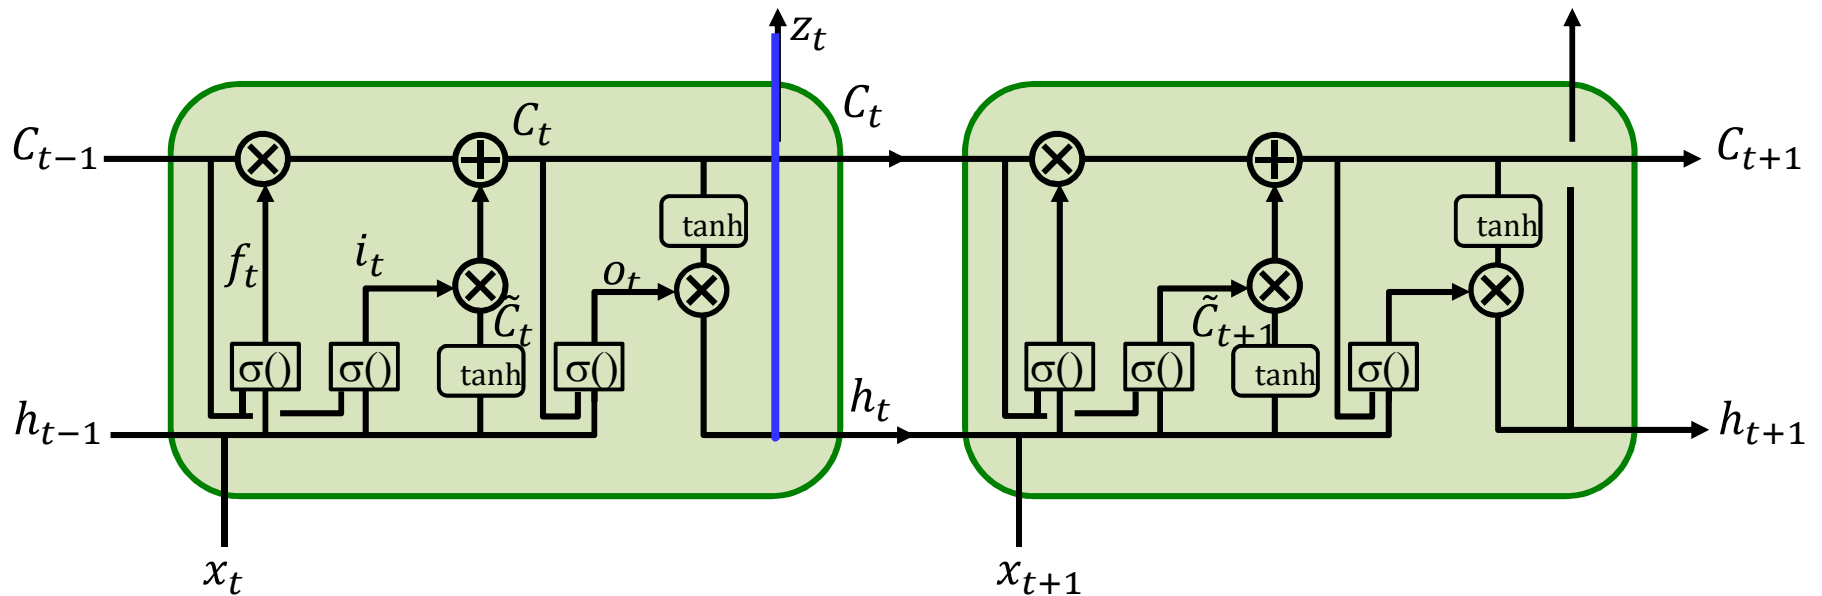 z_t
C_t
C_t
C_{t−1}
C_{t+1}
tanh
tanh
f_t
i_t
o_t
C̃_t
C̃_{t+1}
σ()
σ()
tanh
σ()
σ()
σ()
tanh
σ()
h_{t−1}
h_t
h_{t+1}
x_t
x_{t+1}